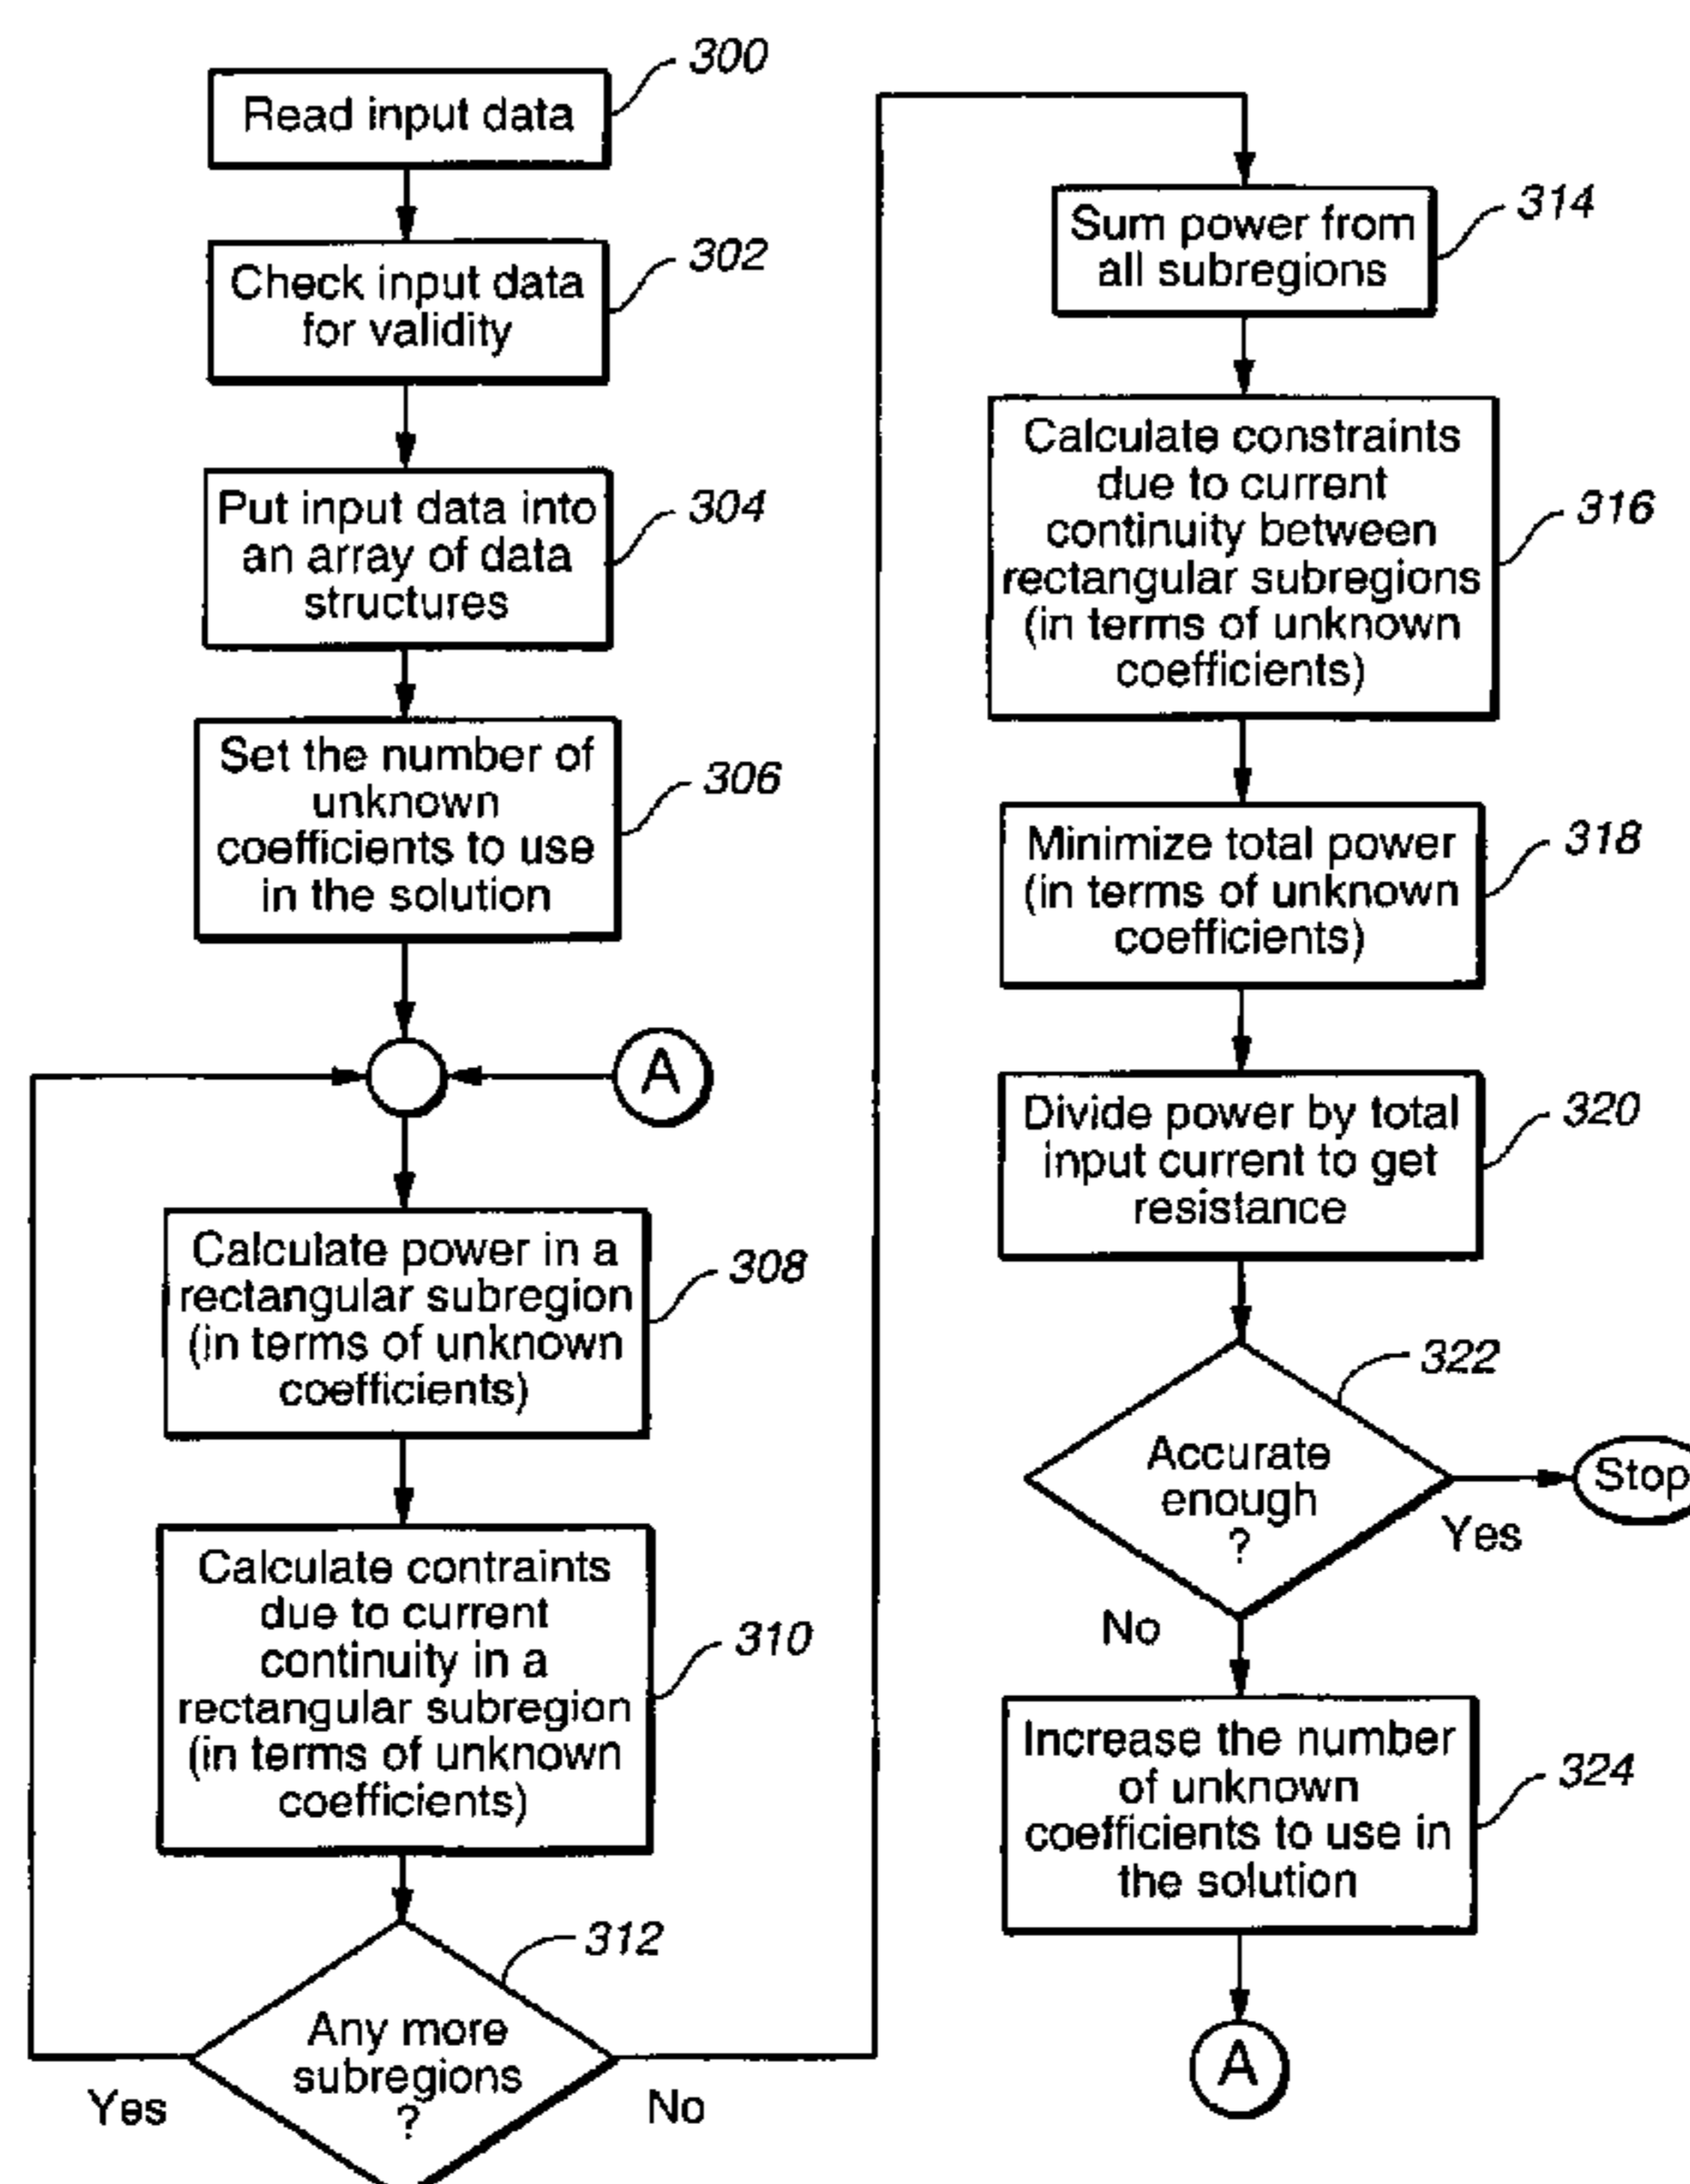 Read input data
300
Check input data
for validity
302
Put input data into
an array of data
structures
304
Set the number of
unknown
coefficients to use
in the solution
306
A
Calculate power in a
rectangular subregion
(in terms of unknown
coefficients)
308
Calculate contraints
due to current
continuity in a
rectangular subregion
(in terms of unknown
coefficients)
310
312
Any more
subregions
?
Yes
No
Sum power from
all subregions
314
Calculate constraints
due to current
continuity between
rectangular subregions
(in terms of unknown
coefficients)
316
Minimize total power
(in terms of unknown
coefficients)
318
Divide power by total
input current to get
resistance
320
322
Accurate
enough
?
Yes
Stop
No
Increase the number
of unknown
coefficients to use in
the solution
324
A